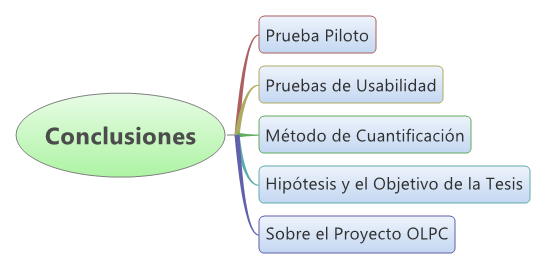 Conclusiones
Prueba Piloto
Pruebas de Usabilidad
Método de Cuantificación
Hipótesis y el Objetivo de la Tesis
Sobre el Proyecto OLPC